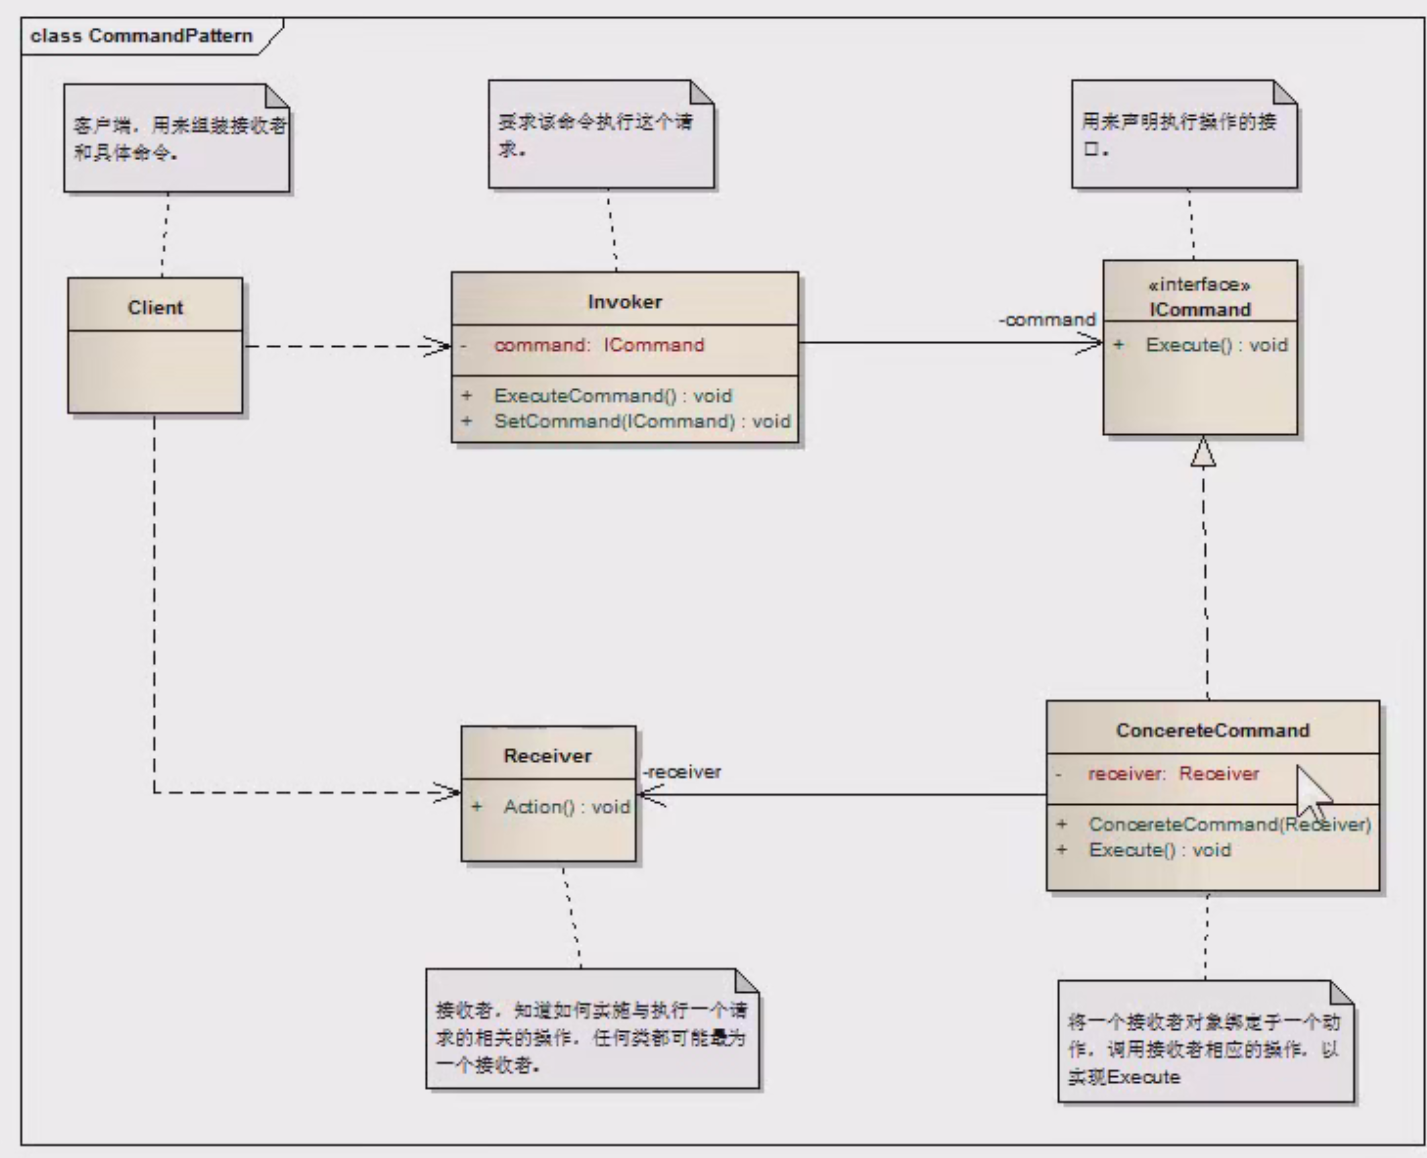 class CommandPattern
客户端，用来组装接收者
和具体命令。
要求该命令执行这个请
求。
用来声明执行操作的接
口。
Client
Invoker
- command: ICommand
+ ExecuteCommand() : void
+ SetCommand(ICommand) : void
-command
«interface»
ICommand
+ Execute() : void
Receiver
+ Action() : void
-receiver
ConcereteCommand
- receiver: Receiver
+ ConcereteCommand(Receiver)
+ Execute() : void
接收者，知道如何实施与执行一个请
求的相关的操作，任何类都可能最为
一个接收者。
将一个接收者对象绑定于一个动
作，调用接收者相应的操作，以
实现Execute